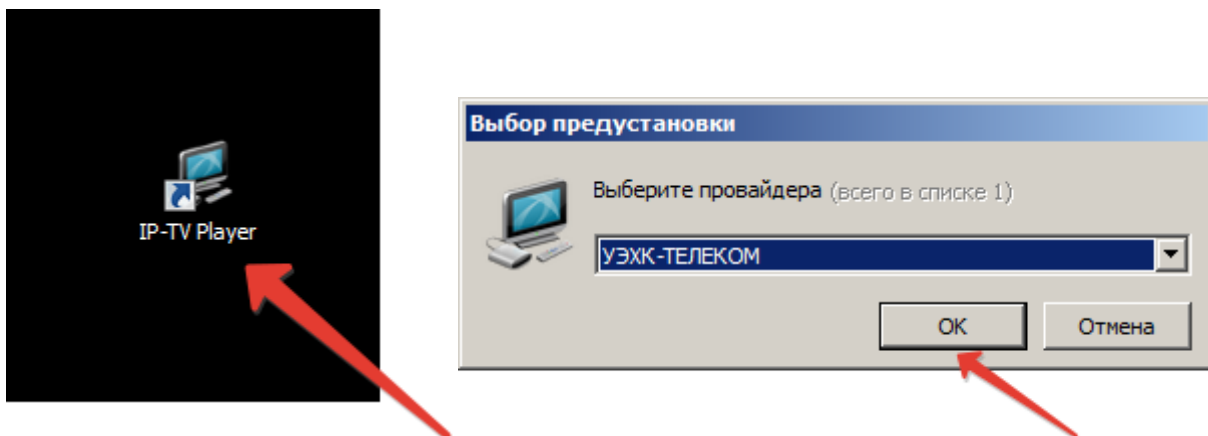 IP-TV Player
Выбор предустановки
Выберите провайдера (всего в списке 1)
УЭХК-ТЕЛЕКОМ
OK
Отмена